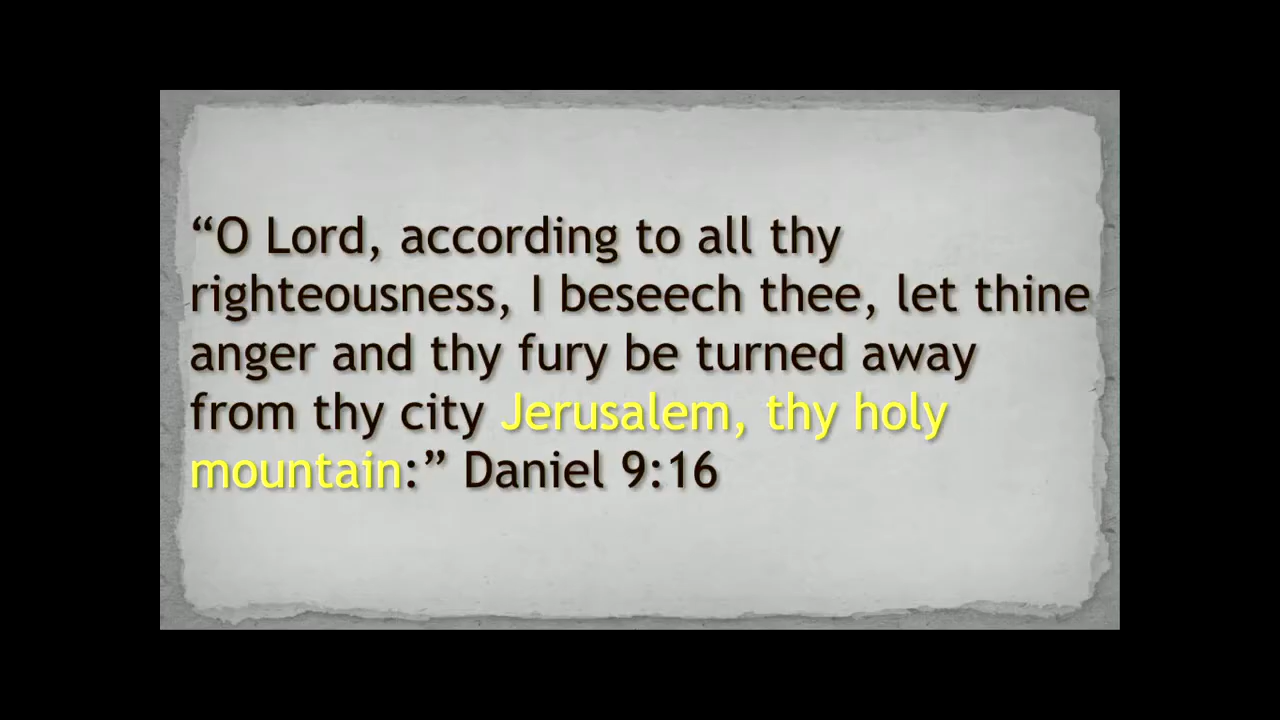 “O Lord, according to all thy
righteousness, I beseech thee, let thine
anger and thy fury be turned away
from thy city Jerusalem, thy holy
mountain:” Daniel 9:16